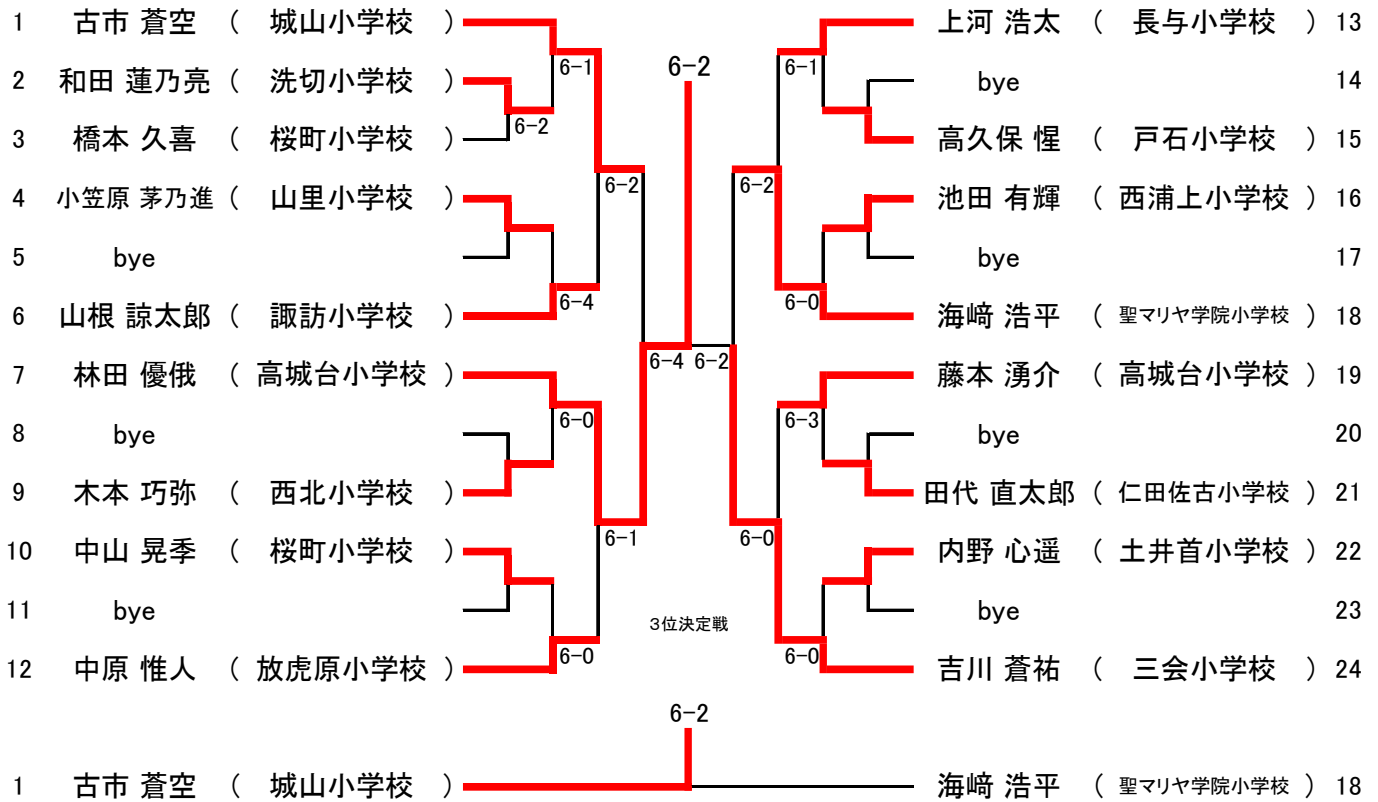 1 古市 蒼空 ( 城山小学校 )
2 和田 蓮乃亮 ( 洗切小学校 )
3 橋本 久喜 ( 桜町小学校 )
4 小笠原 茅乃進 ( 山里小学校 )
5 bye
6 山根 諒太郎 ( 諏訪小学校 )
7 林田 優俄 ( 高城台小学校 )
8 bye
9 木本 巧弥 ( 西北小学校 )
10 中山 晃季 ( 桜町小学校 )
11 bye
12 中原 惟人 ( 放虎原小学校 )
6-1
6-2
6-4
6-0
6-0
6-2
6-1
6-4
6-2
6-2
6-2
6-0
6-1
6-0
6-3
6-0
上河 浩太 ( 長与小学校 ) 13
bye 14
高久保 惺 ( 戸石小学校 ) 15
池田 有輝 ( 西浦上小学校 ) 16
bye 17
海﨑 浩平 ( 聖マリヤ学院小学校 ) 18
藤本 湧介 ( 高城台小学校 ) 19
bye 20
田代 直太郎 ( 仁田佐古小学校 ) 21
内野 心遥 ( 土井首小学校 ) 22
bye 23
吉川 蒼祐 ( 三会小学校 ) 24
3位決定戦
6-2
1 古市 蒼空 ( 城山小学校 )
海﨑 浩平 ( 聖マリヤ学院小学校 ) 18